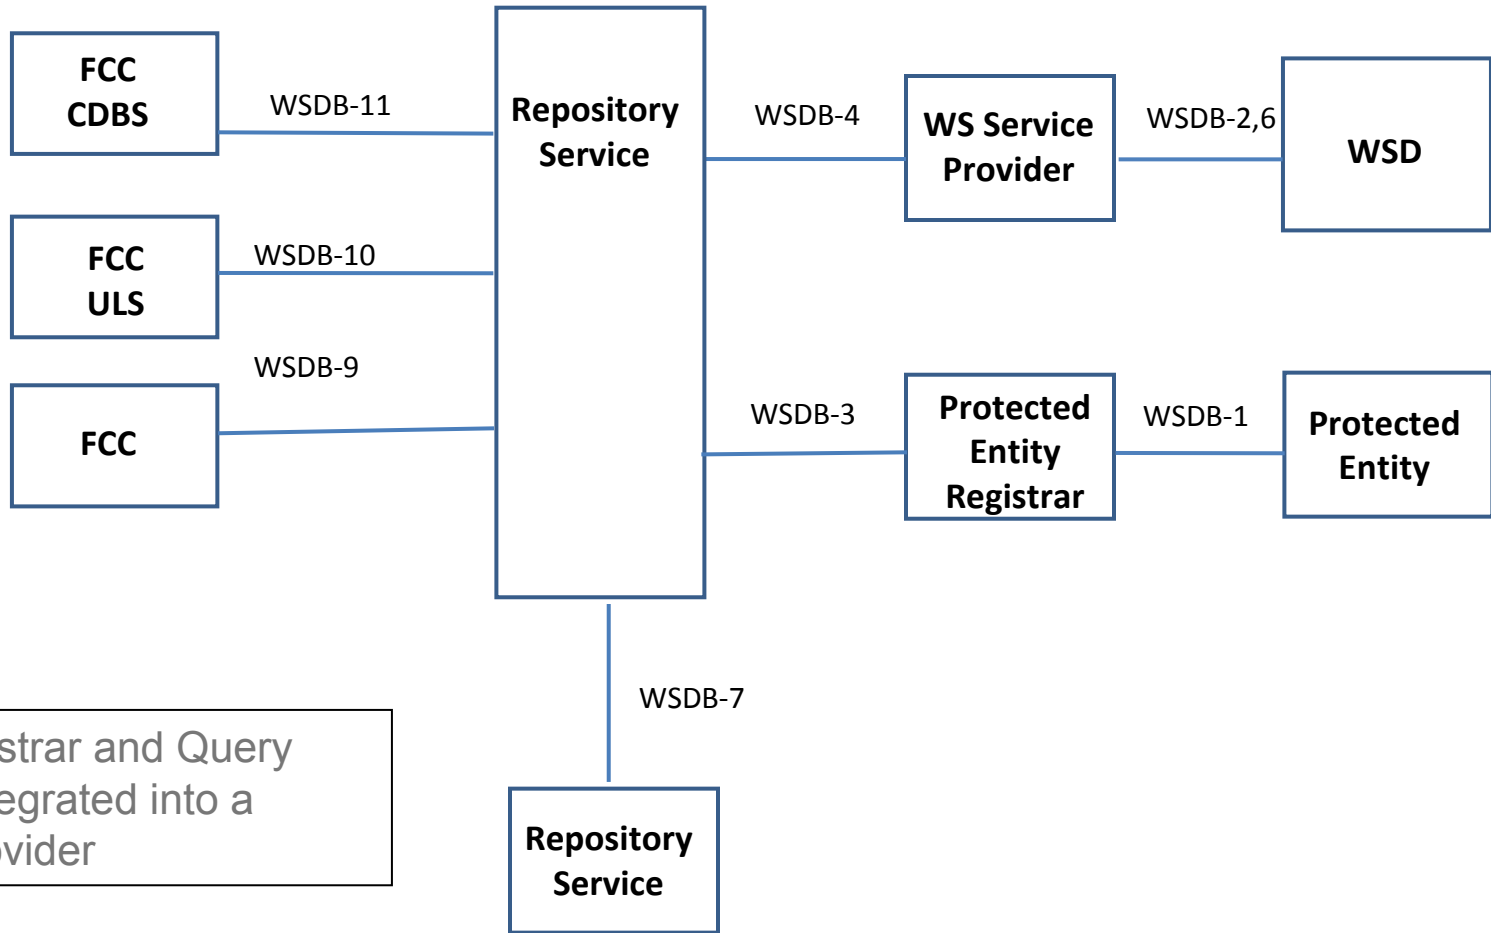 FCC
CDBS
WSDB-11
Repository
Service
WSDB-4
WS Service
Provider
WSDB-2,6
WSD
FCC
ULS
WSDB-10
WSDB-9
FCC
WSDB-3
Protected
Entity
Registrar
WSDB-1
Protected
Entity
WSDB-7
strar and Query
egrated into a
vider
Repository
Service